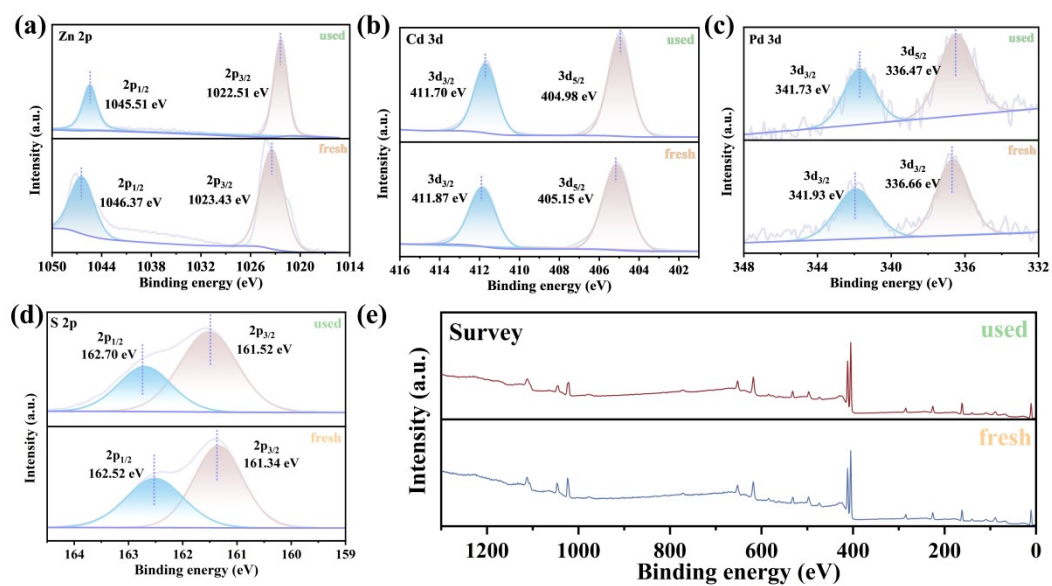 (a)
Zn 2p
used
2p1/2
1045.51 eV
2p3/2
1022.51 eV
fresh
2p1/2
1046.37 eV
2p3/2
1023.43 eV
Intensity (a.u.)
1050 1044 1038 1032 1026 1020 1014
Binding energy (eV)
(b)
Cd 3d
used
3d3/2
411.70 eV
3d5/2
404.98 eV
fresh
3d3/2
411.87 eV
3d5/2
405.15 eV
Intensity (a.u.)
416 414 412 410 408 406 404 402
Binding energy (eV)
(c)
Pd 3d
used
3d3/2
341.73 eV
3d5/2
336.47 eV
fresh
3d3/2
341.93 eV
3d3/2
336.66 eV
Intensity (a.u.)
348 344 340 336 332
Binding energy (eV)
(d)
S 2p
used
2p1/2
162.70 eV
2p3/2
161.52 eV
fresh
2p1/2
162.52 eV
2p3/2
161.34 eV
Intensity (a.u.)
164 163 162 161 160 159
Binding energy (eV)
(e)
Survey
used
fresh
Intensity (a.u.)
1200 1000 800 600 400 200 0
Binding energy (eV)